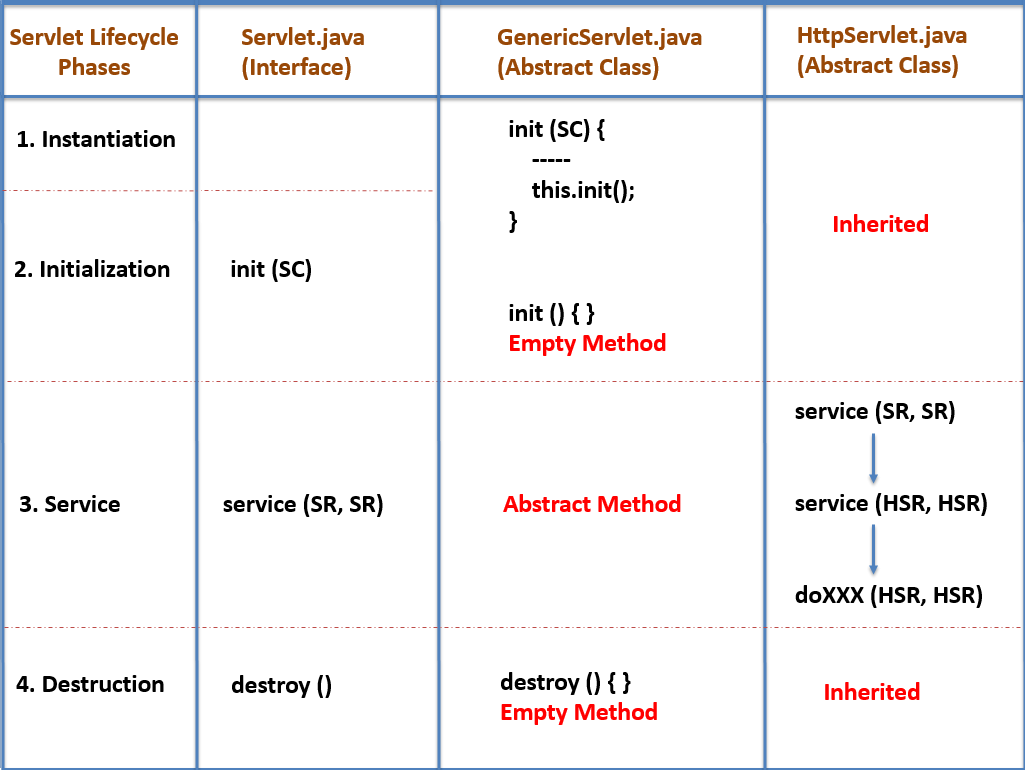 Servlet Lifecycle
Phases
Servlet.java
(Interface)
GenericServlet.java
(Abstract Class)
HttpServlet.java
(Abstract Class)
1. Instantiation
init (SC) {
-----
this.init();
}
Inherited
2. Initialization
init (SC)
init () { }
Empty Method
3. Service
service (SR, SR)
Abstract Method
service (SR, SR)
service (HSR, HSR)
doXXX (HSR, HSR)
4. Destruction
destroy ()
destroy () { }
Empty Method
Inherited